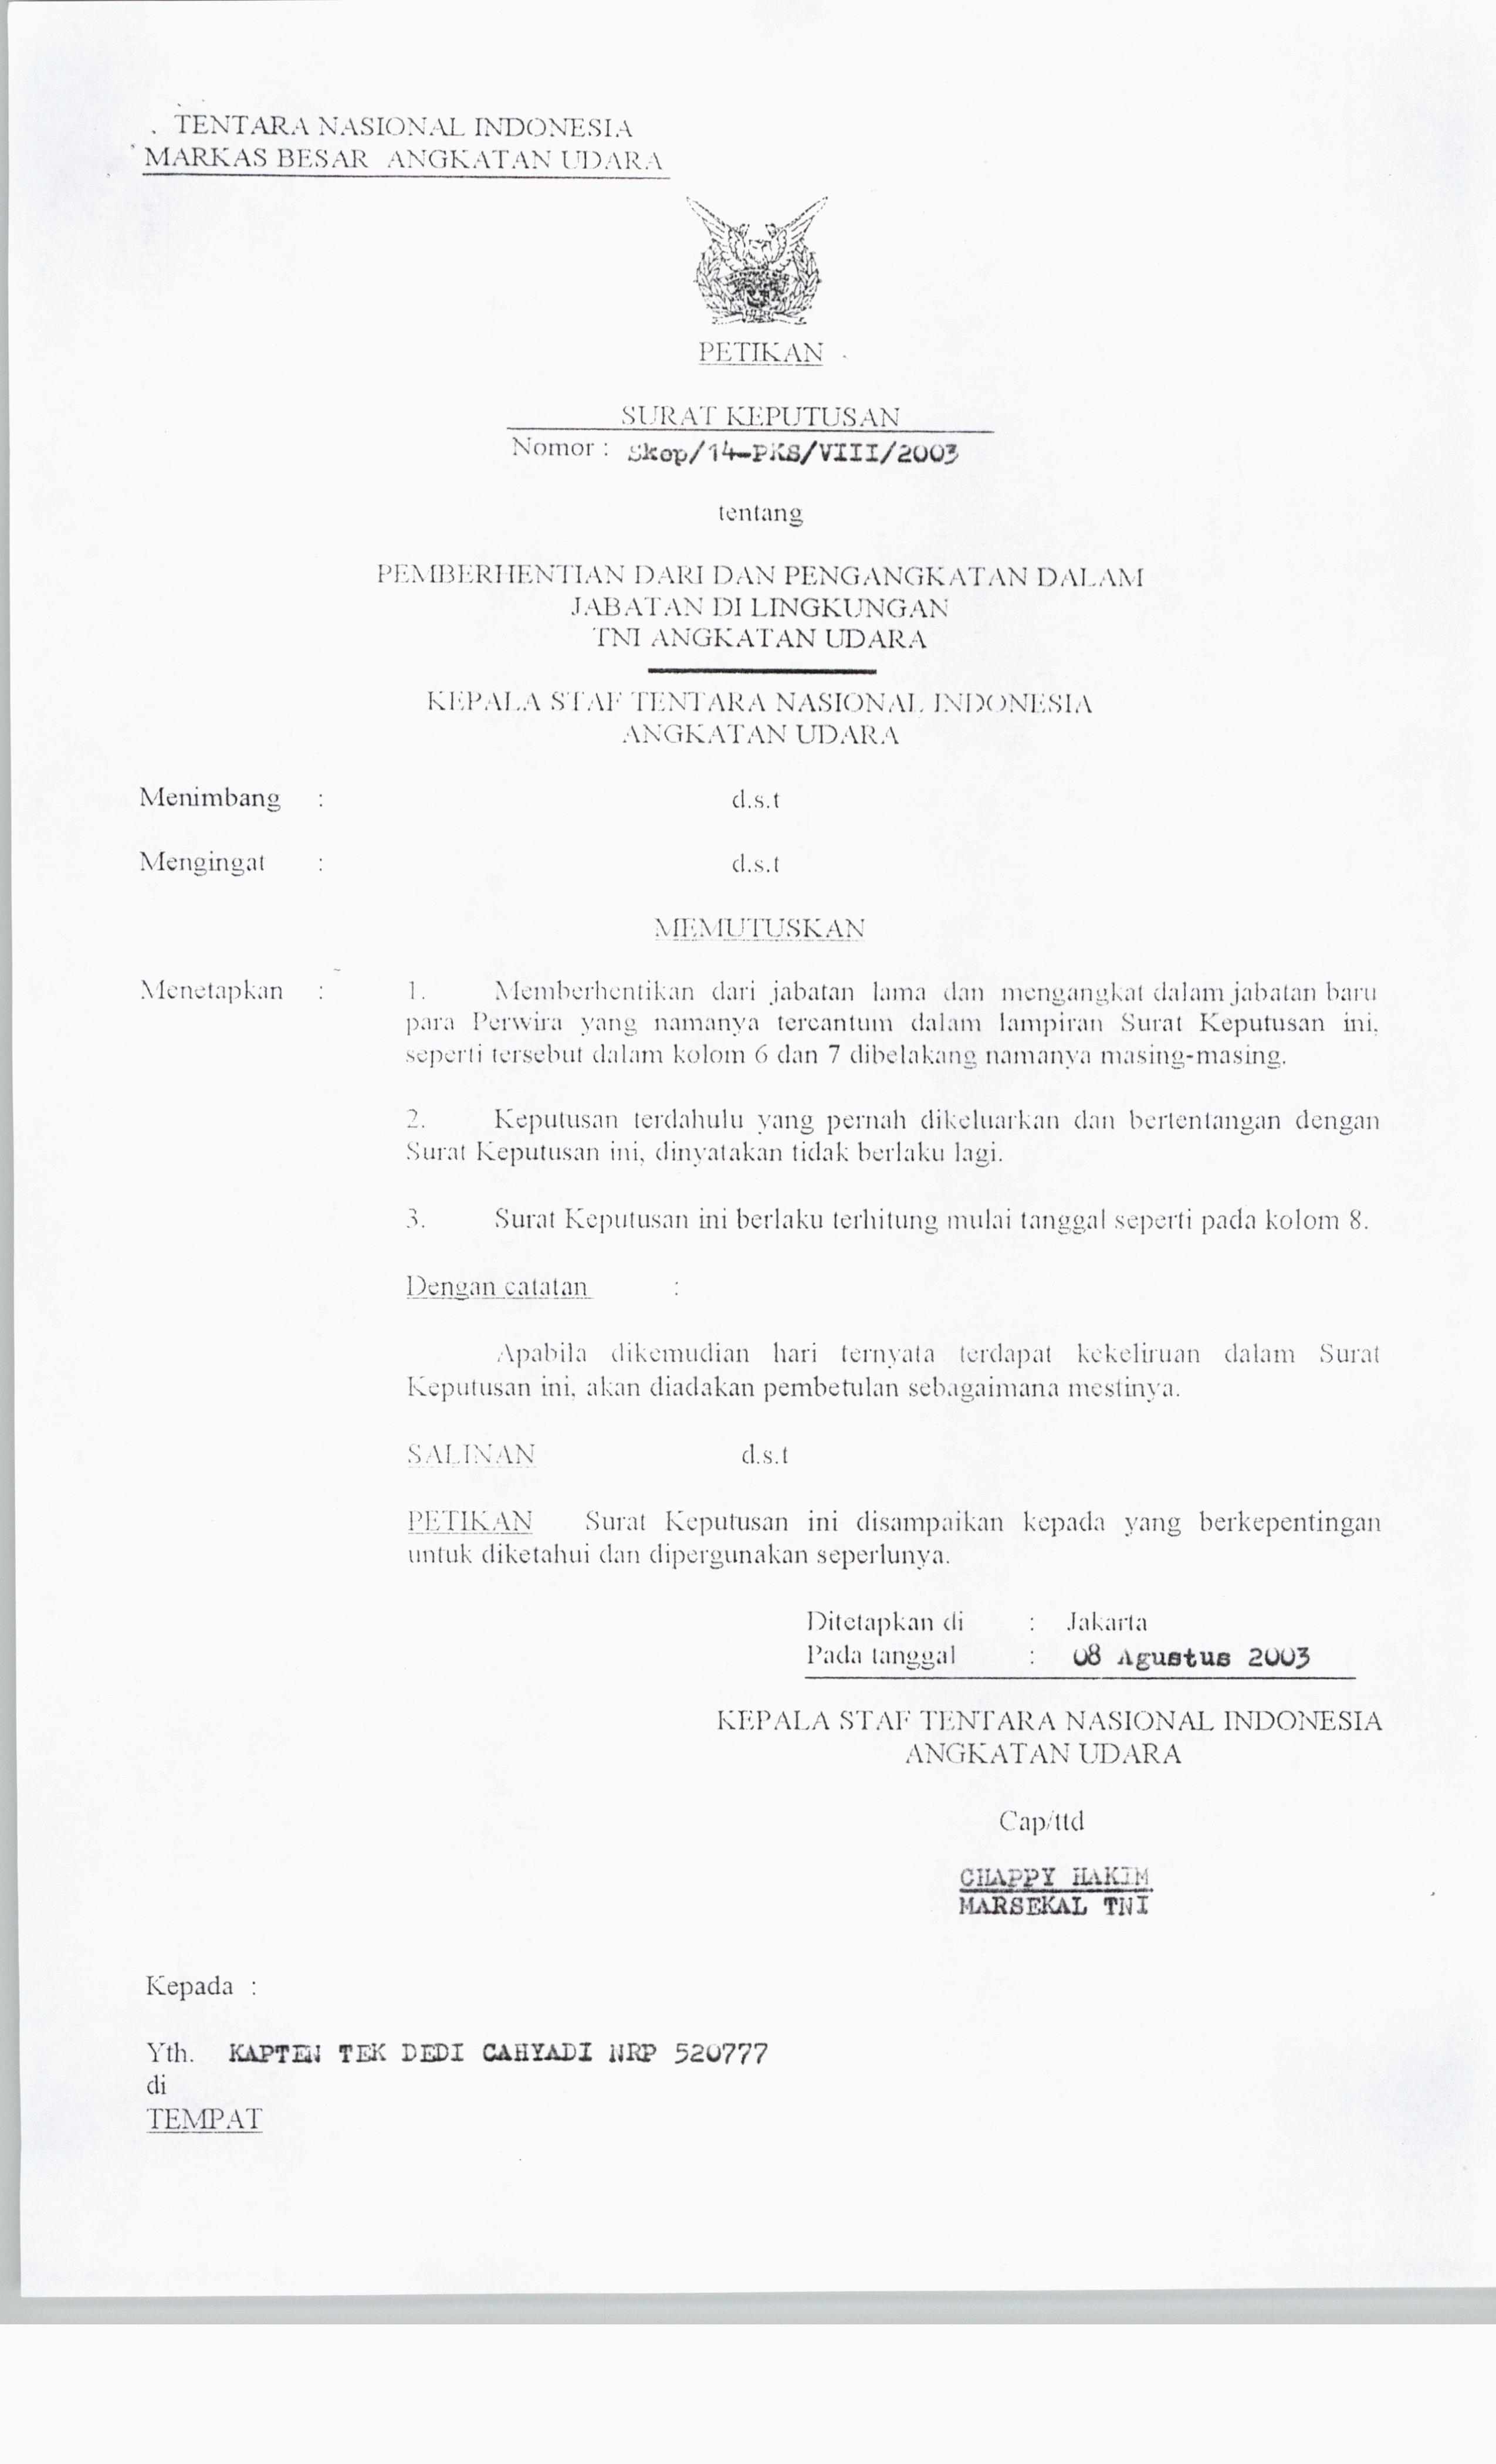 TENTARA NASIONAL INDONESIA
MARKAS BESAR ANGKATAN UDARA
PETIKAN
SURAT KEPUTUSAN
Nomor : Skep/14-PKS/VIII/2003
tentang
PEMBERHENTIAN DARI DAN PENGANGKATAN DALAM
JABATAN DI LINGKUNGAN
TNI ANGKATAN UDARA
KEPALA STAF TENTARA NASIONAL INDONESIA
ANGKATAN UDARA
Menimbang : d.s.t
Mengingat : d.s.t
MEMUTUSKAN
Menetapkan : 1. Memberhentikan dari jabatan lama dan mengangkat dalam jabatan baru
para Perwira yang namanya tercantum dalam lampiran Surat Keputusan ini,
seperti tersebut dalam kolom 6 dan 7 dibelakang namanya masing-masing.
2. Keputusan terdahulu yang pernah dikeluarkan dan bertentangan dengan
Surat Keputusan ini, dinyatakan tidak berlaku lagi.
3. Surat Keputusan ini berlaku terhitung mulai tanggal seperti pada kolom 8.
Dengan catatan :
Apabila dikemudian hari ternyata terdapat kekeliruan dalam Surat
Keputusan ini, akan diadakan pembetulan sebagaimana mestinya.
SALINAN d.s.t
PETIKAN Surat Keputusan ini disampaikan kepada yang berkepentingan
untuk diketahui dan dipergunakan seperlunya.
Ditetapkan di : Jakarta
Pada tanggal : 08 Agustus 2003
KEPALA STAF TENTARA NASIONAL INDONESIA
ANGKATAN UDARA
Cap/ttd
CHAPPY HAKIM
MARSEKAL TNI
Kepada :
Yth. KAPTEN TEK DEDI CAHYADI NRP 520777
di
TEMPAT